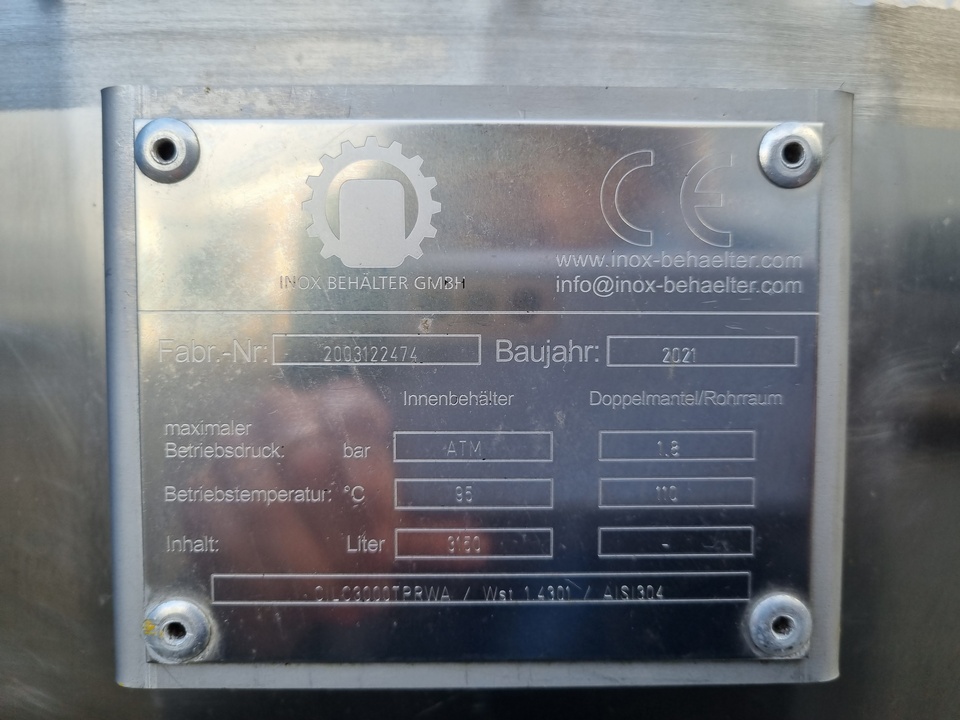 CE
www.inox-behaelter.com
INOX BEHÄLTER GMBH info@inox-behaelter.com
Fabr.-Nr: 2003122474 Baujahr: 2021
Innenbehälter Doppelmantel/Rohrraum
maximaler
Betriebsdruck: bar ATM 1.8
Betriebstemperatur: °C 95 110
Inhalt: Liter 3150 -
/ Wst 1.4301 / AISI304